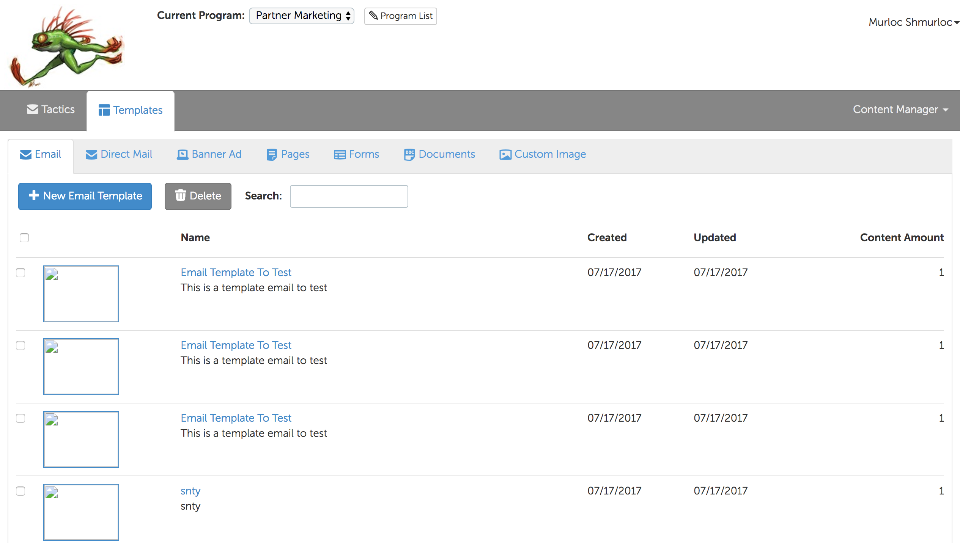 Current Program: Partner Marketing Program List
Murloc Shmurloc
Tactics Templates Content Manager
Email Direct Mail Banner Ad Pages Forms Documents Custom Image
New Email Template Delete Search:
Name Created Updated Content Amount
Email Template To Test 07/17/2017 07/17/2017 1
This is a template email to test
Email Template To Test 07/17/2017 07/17/2017 1
This is a template email to test
Email Template To Test 07/17/2017 07/17/2017 1
This is a template email to test
snty 07/17/2017 07/17/2017 1
snty